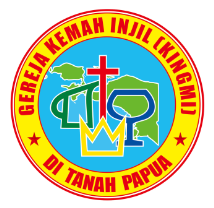 GEREJA KEMAH INJIL (KINGMI)
DI TANAH PAPUA